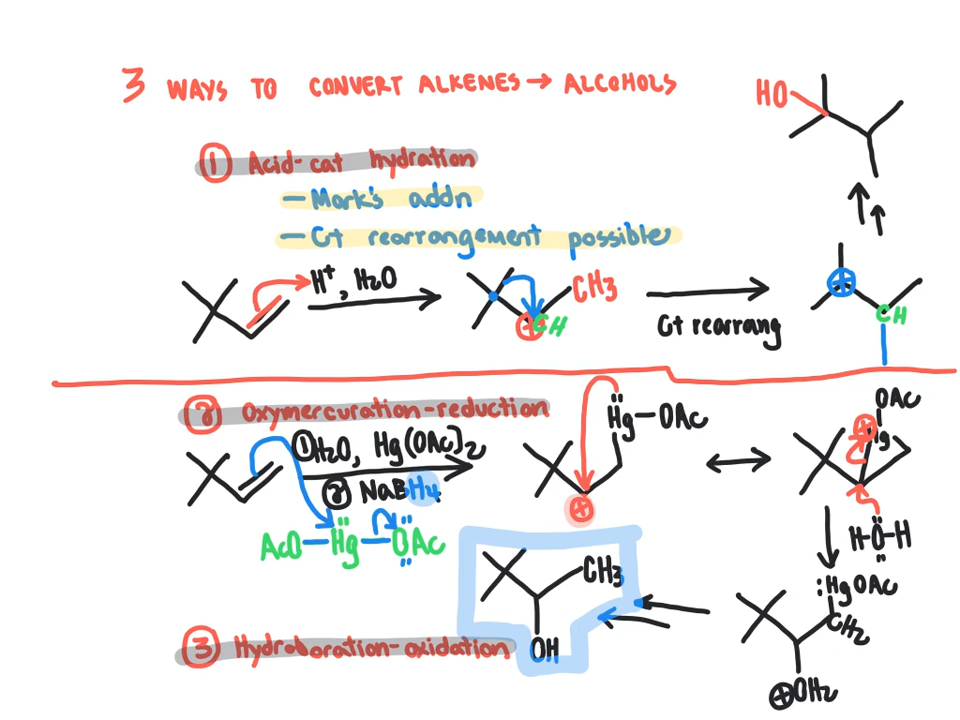 3 WAYS TO CONVERT ALKENES → ALCOHOLS
HO
① Acid-cat hydration
— Mark's addn
— C+ rearrangement possible
H+, H2O
CH3
⊕ CH
C+ rearrang
⊕
CH
② Oxymercuration-reduction
① H2O, Hg(OAc)2
② NaBH4
AcO—Hg—OAc
Hg—OAc
⊕
OAc
⊕ Hg
H-O-H
:HgOAc
CH2
⊕OH2
CH3
OH
③ Hydroboration-oxidation